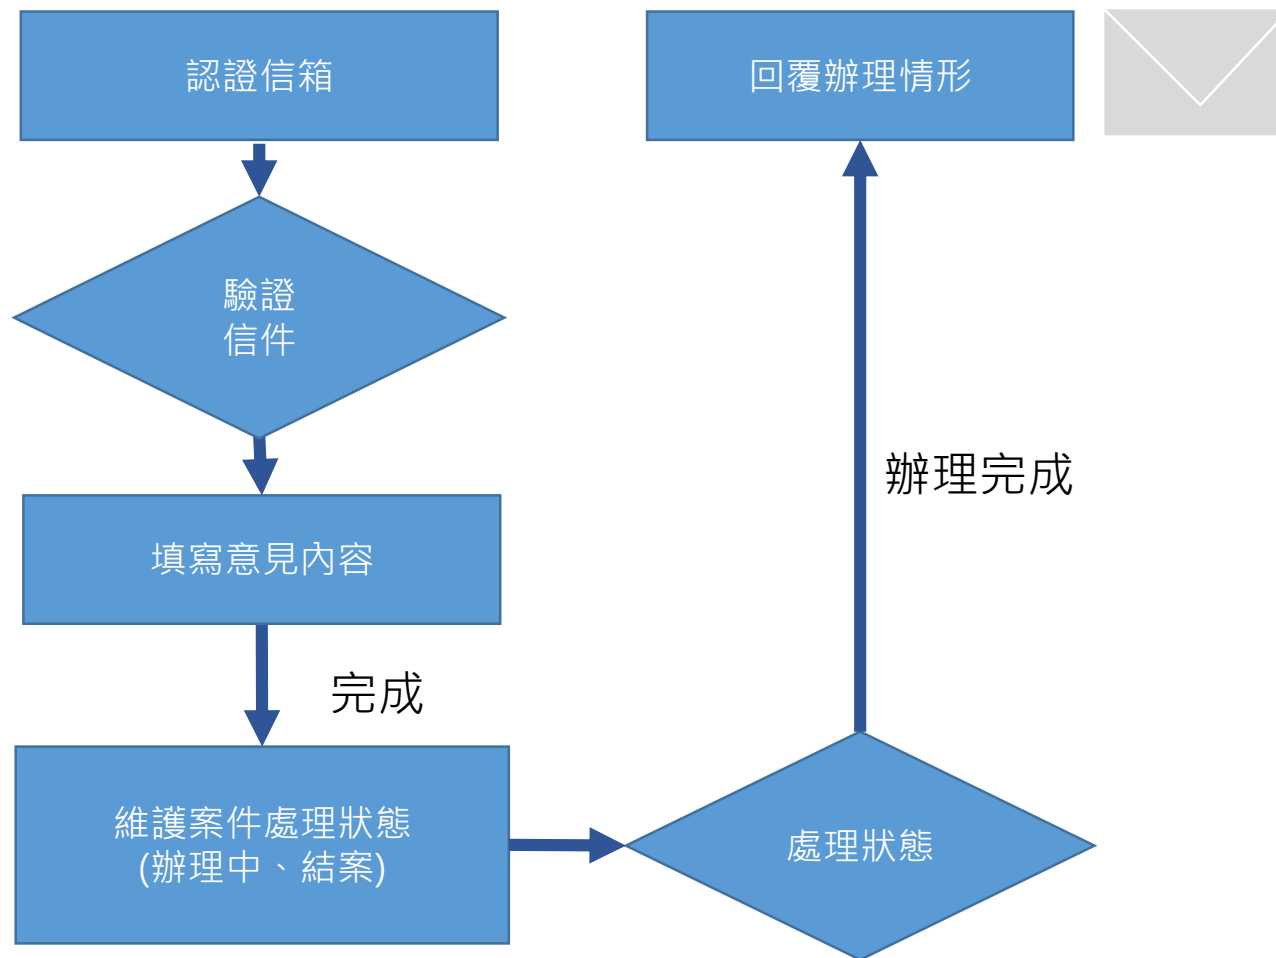 認證信箱
驗證
信件
填寫意見內容
完成
維護案件處理狀態
(辦理中、結案)
處理狀態
辦理完成
回覆辦理情形